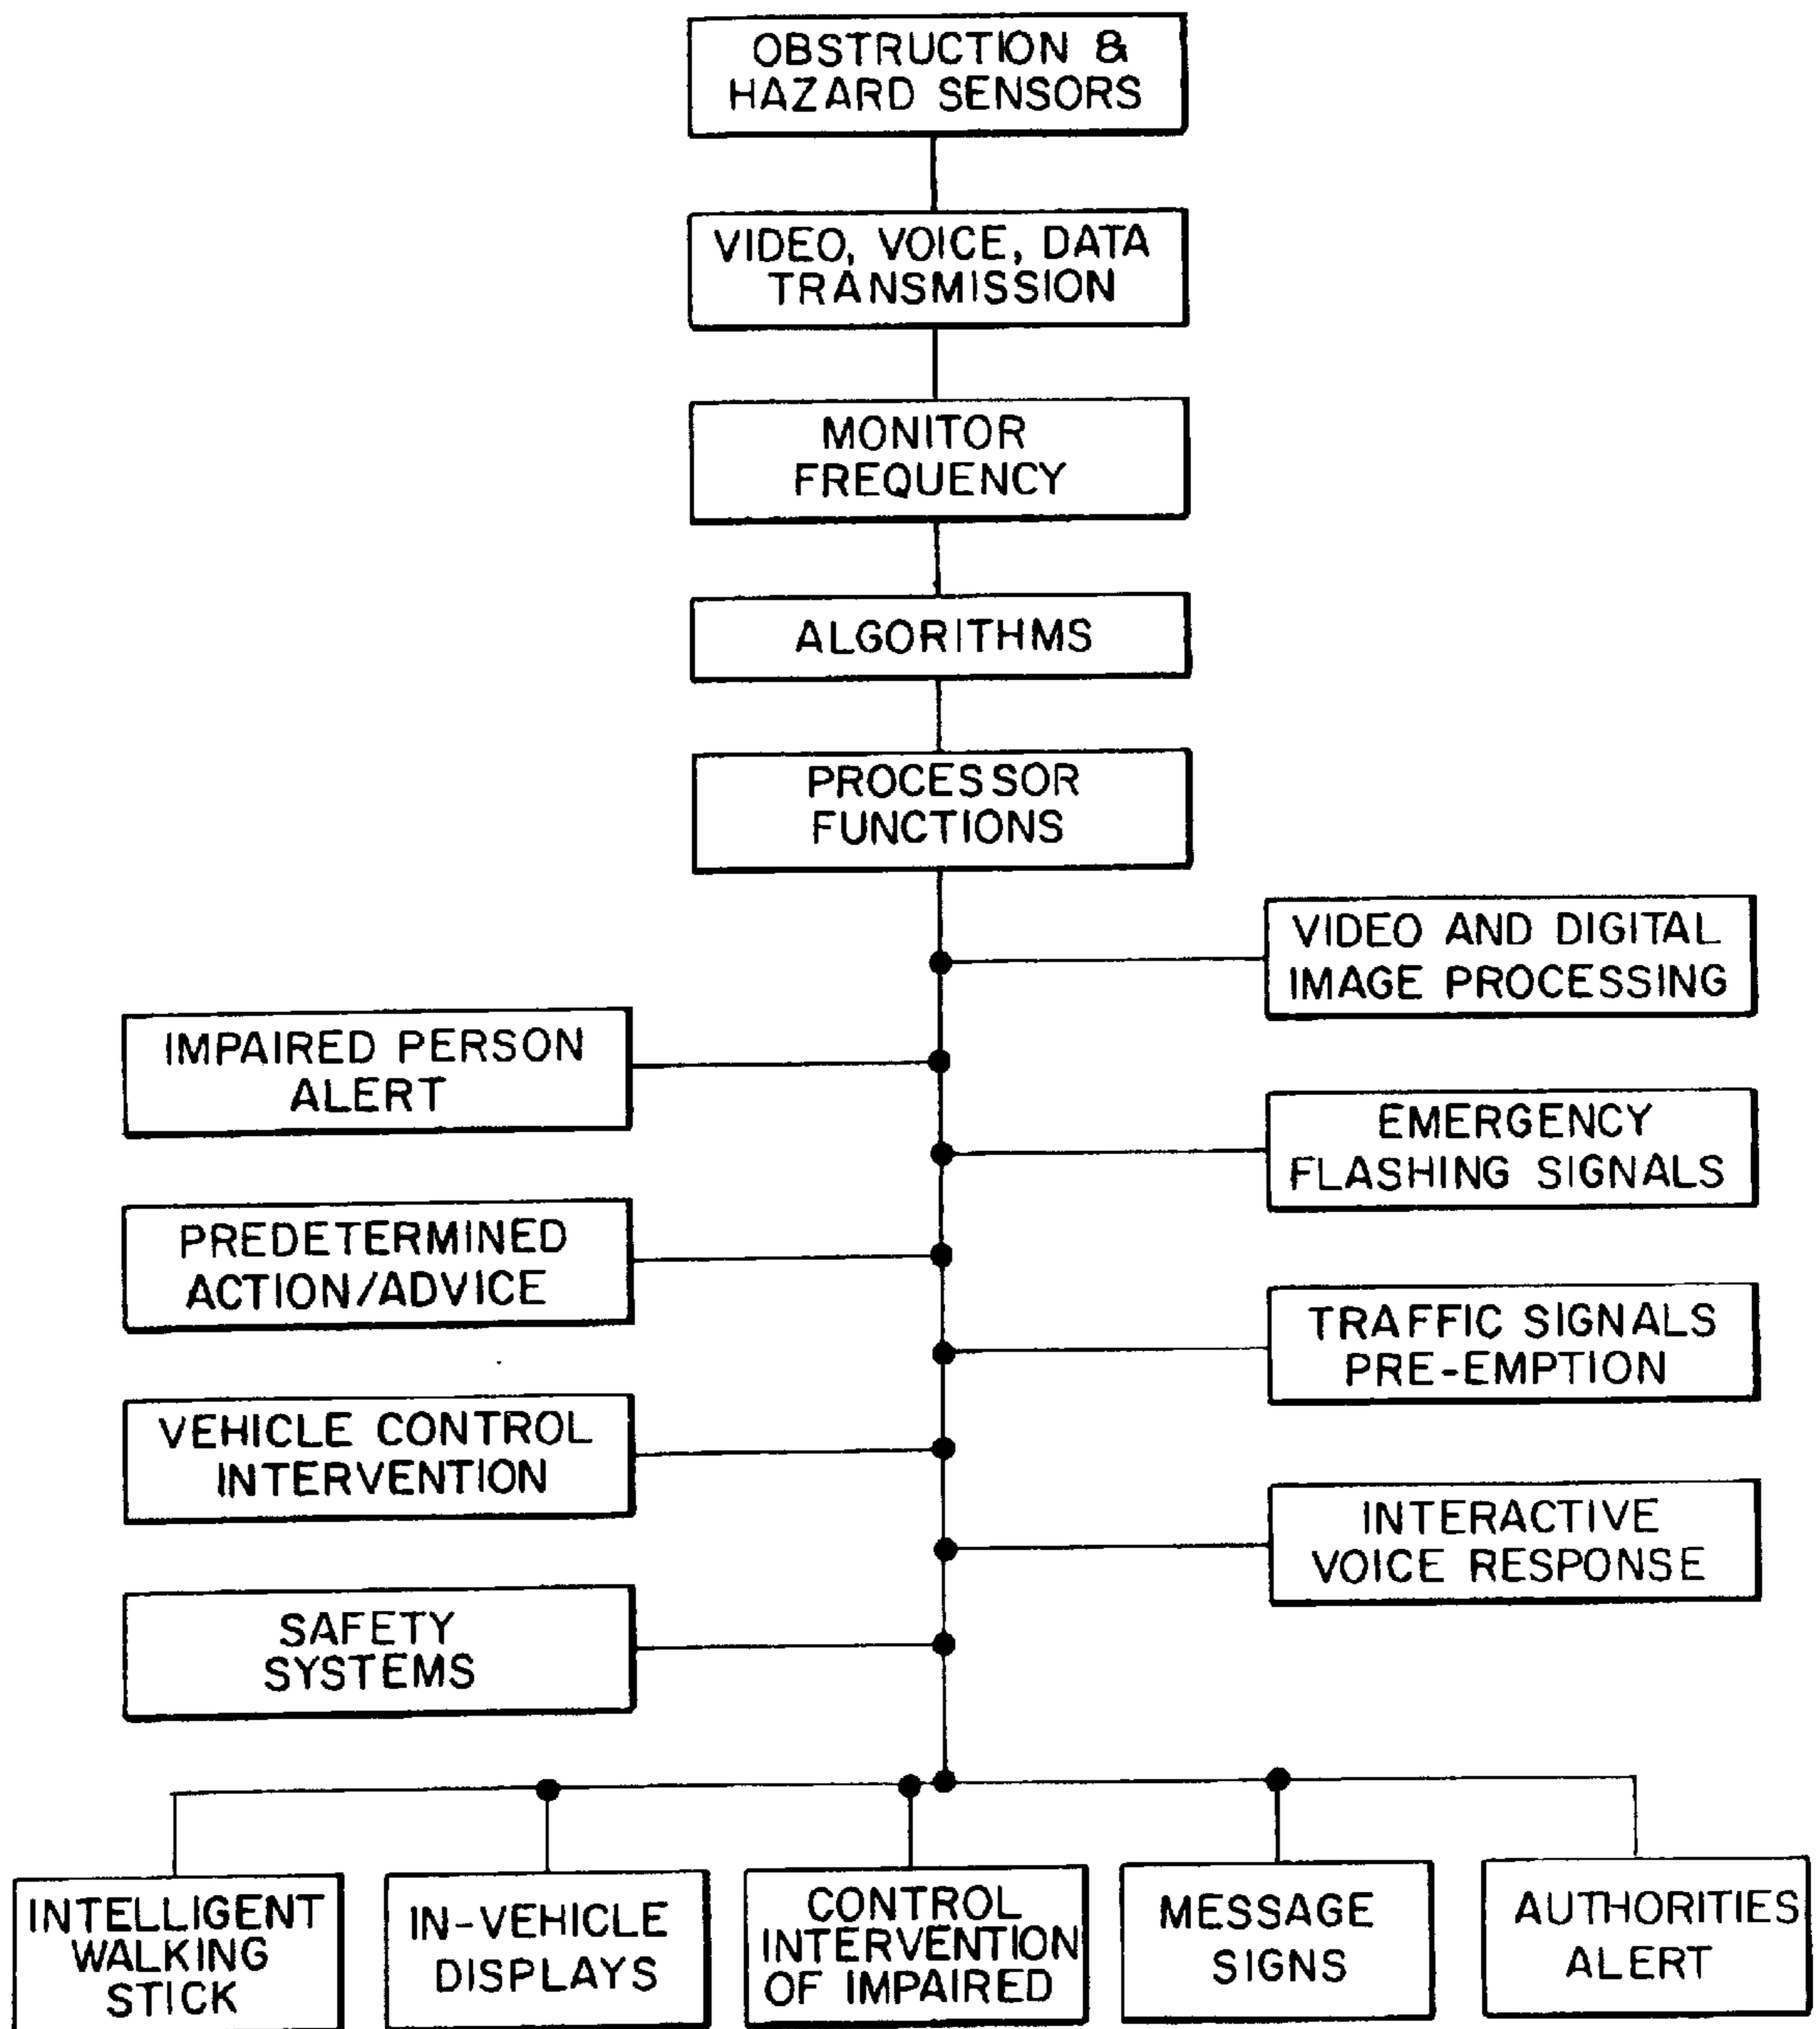 OBSTRUCTION &
HAZARD SENSORS
VIDEO, VOICE, DATA
TRANSMISSION
MONITOR
FREQUENCY
ALGORITHMS
PROCESSOR
FUNCTIONS
VIDEO AND DIGITAL
IMAGE PROCESSING
IMPAIRED PERSON
ALERT
EMERGENCY
FLASHING SIGNALS
PREDETERMINED
ACTION/ADVICE
TRAFFIC SIGNALS
PRE-EMPTION
VEHICLE CONTROL
INTERVENTION
INTERACTIVE
VOICE RESPONSE
SAFETY
SYSTEMS
INTELLIGENT
WALKING
STICK
IN-VEHICLE
DISPLAYS
CONTROL
INTERVENTION
OF IMPAIRED
MESSAGE
SIGNS
AUTHORITIES
ALERT